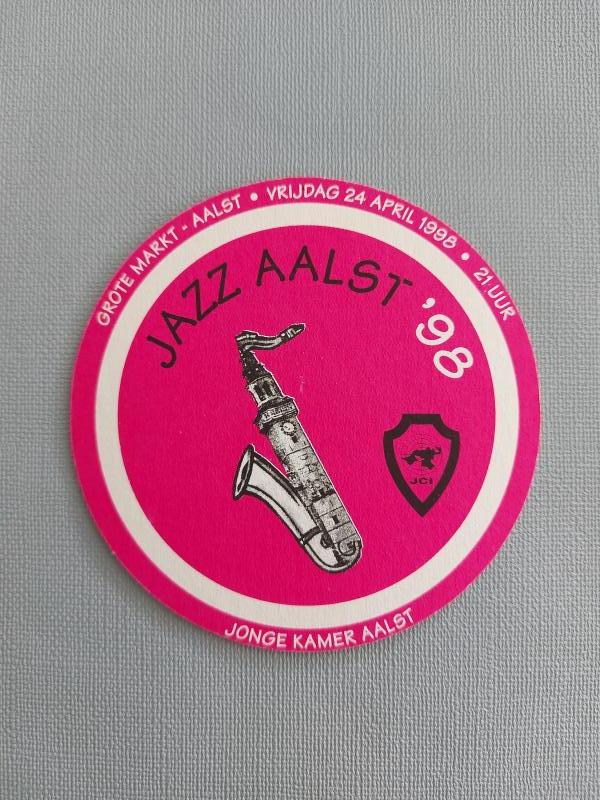 GROTE MARKT - AALST • VRIJDAG 24 APRIL 1998 • 21 UUR
JAZZ AALST '98
JCI
JONGE KAMER AALST